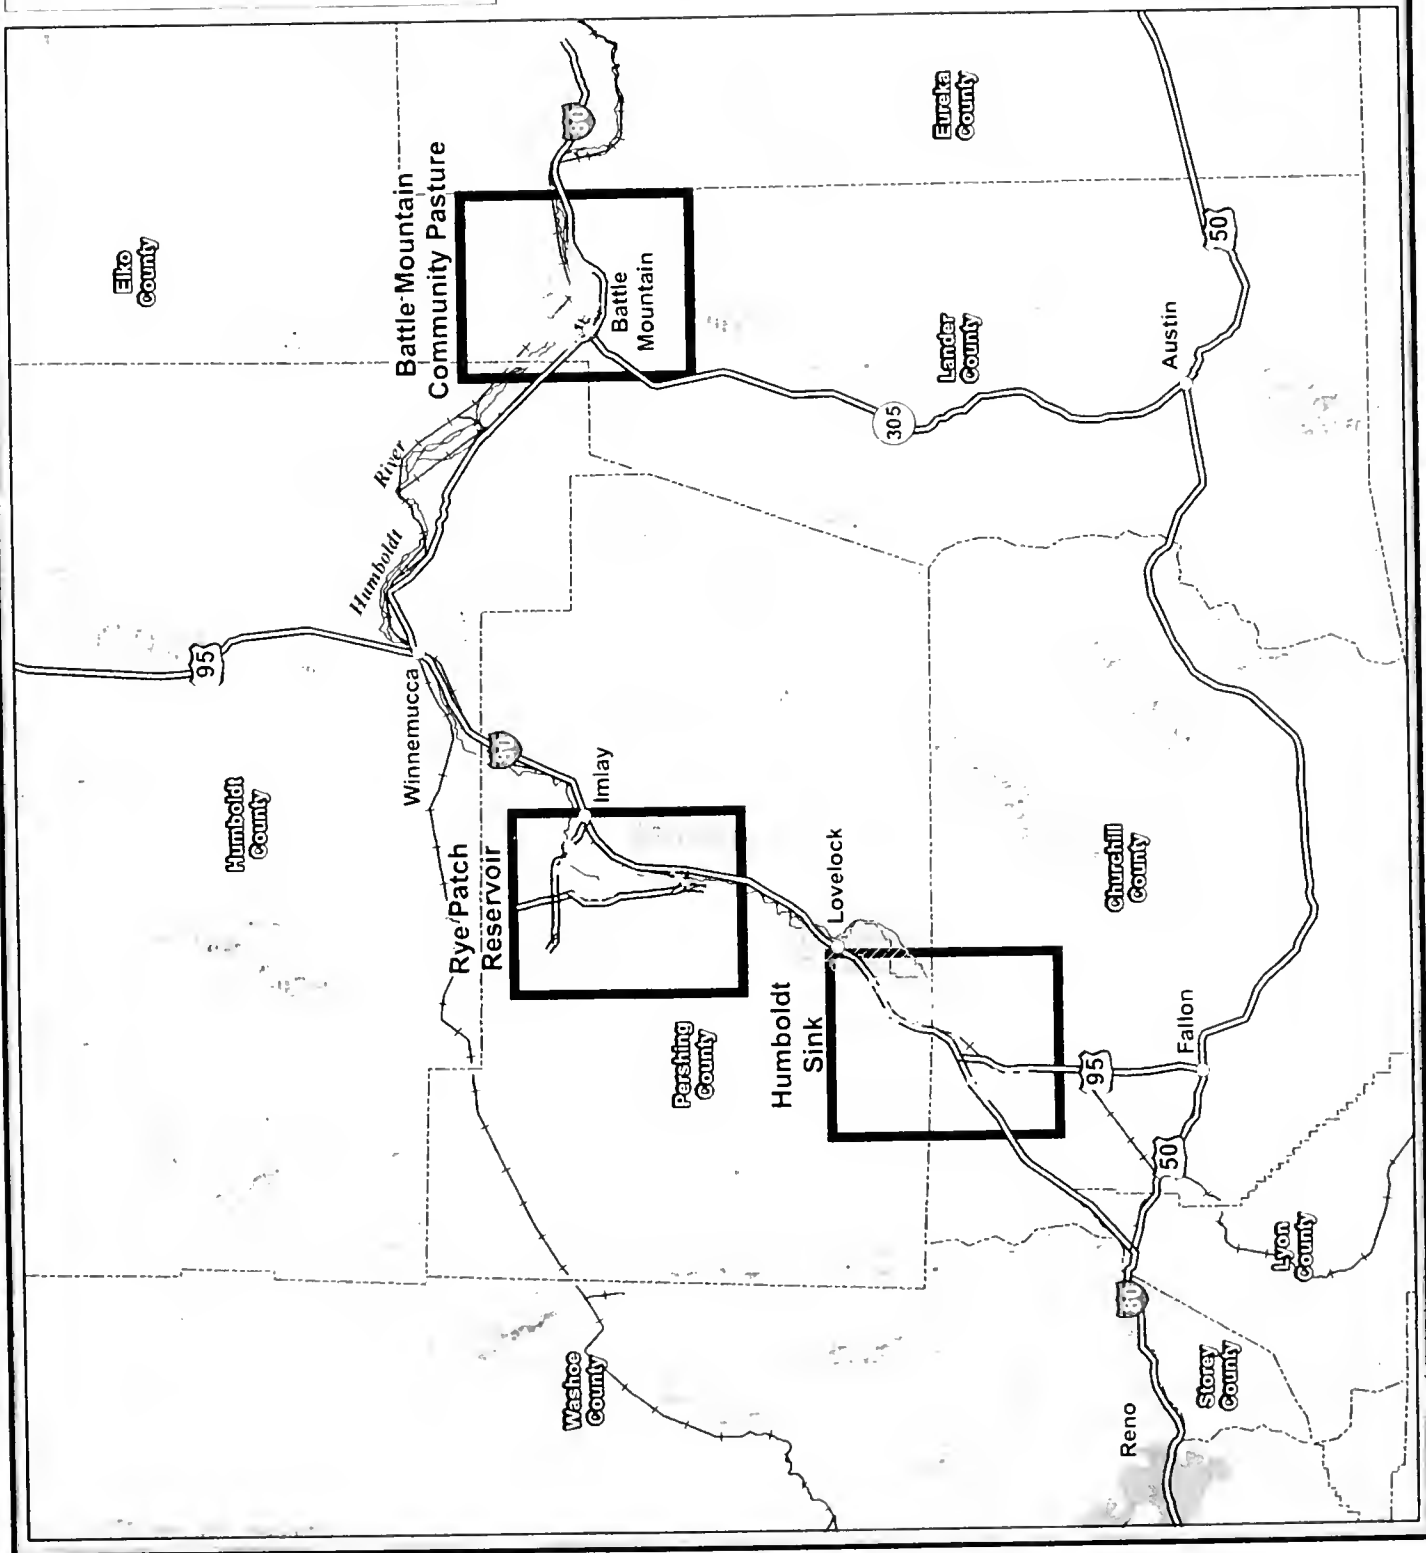 Elko
County
Battle Mountain
Community Pasture
80
Eureka
County
Battle
Mountain
50
River
Humboldt
Lander
County
305
Austin
95
Winnemucca
Humboldt
County
80
Imlay
Rye Patch
Reservoir
Lovelock
Churchill
County
Humboldt
Sink
Pershing
County
Fallon
95
50
Lyon
County
80
Washoe
County
Storey
County
Reno